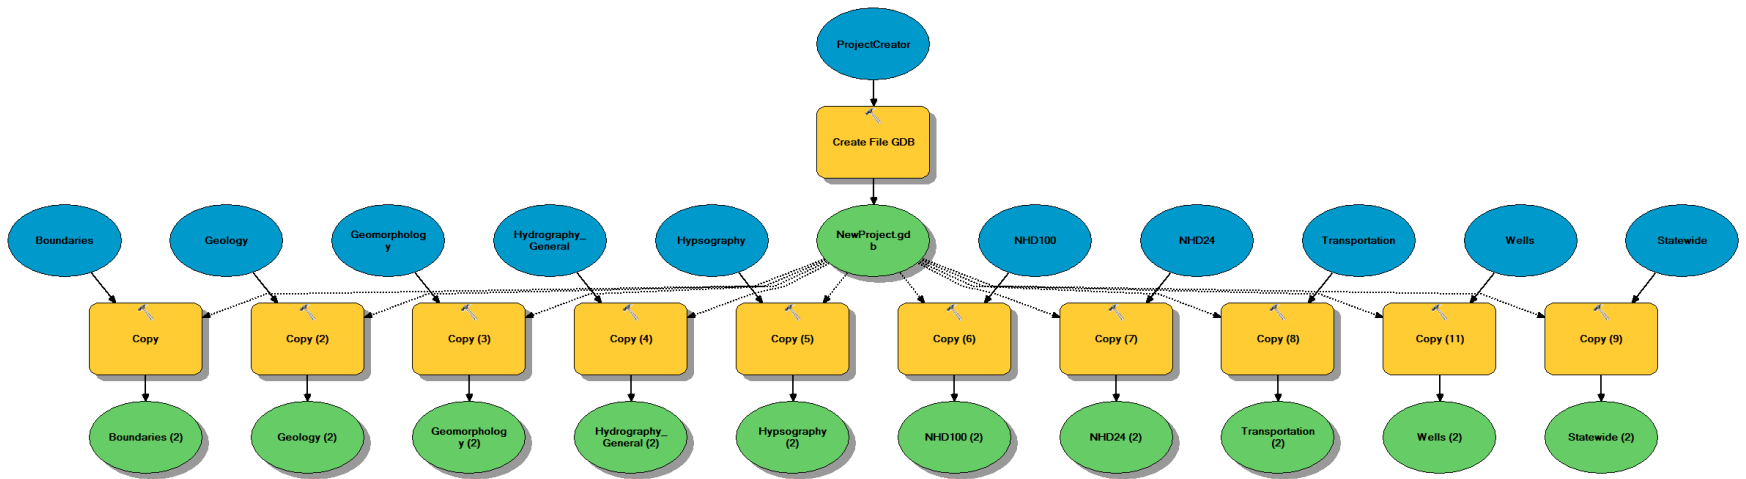 ProjectCreator
Create File GDB
Boundaries
Geology
Geomorpholog
y
Hydrography_
General
Hypsography
NewProject.gd
b
NHD100
NHD24
Transportation
Wells
Statewide
Copy
Copy (2)
Copy (3)
Copy (4)
Copy (5)
Copy (6)
Copy (7)
Copy (8)
Copy (11)
Copy (9)
Boundaries (2)
Geology (2)
Geomorpholog
y (2)
Hydrography_
General (2)
Hypsography
(2)
NHD100 (2)
NHD24 (2)
Transportation
(2)
Wells (2)
Statewide (2)